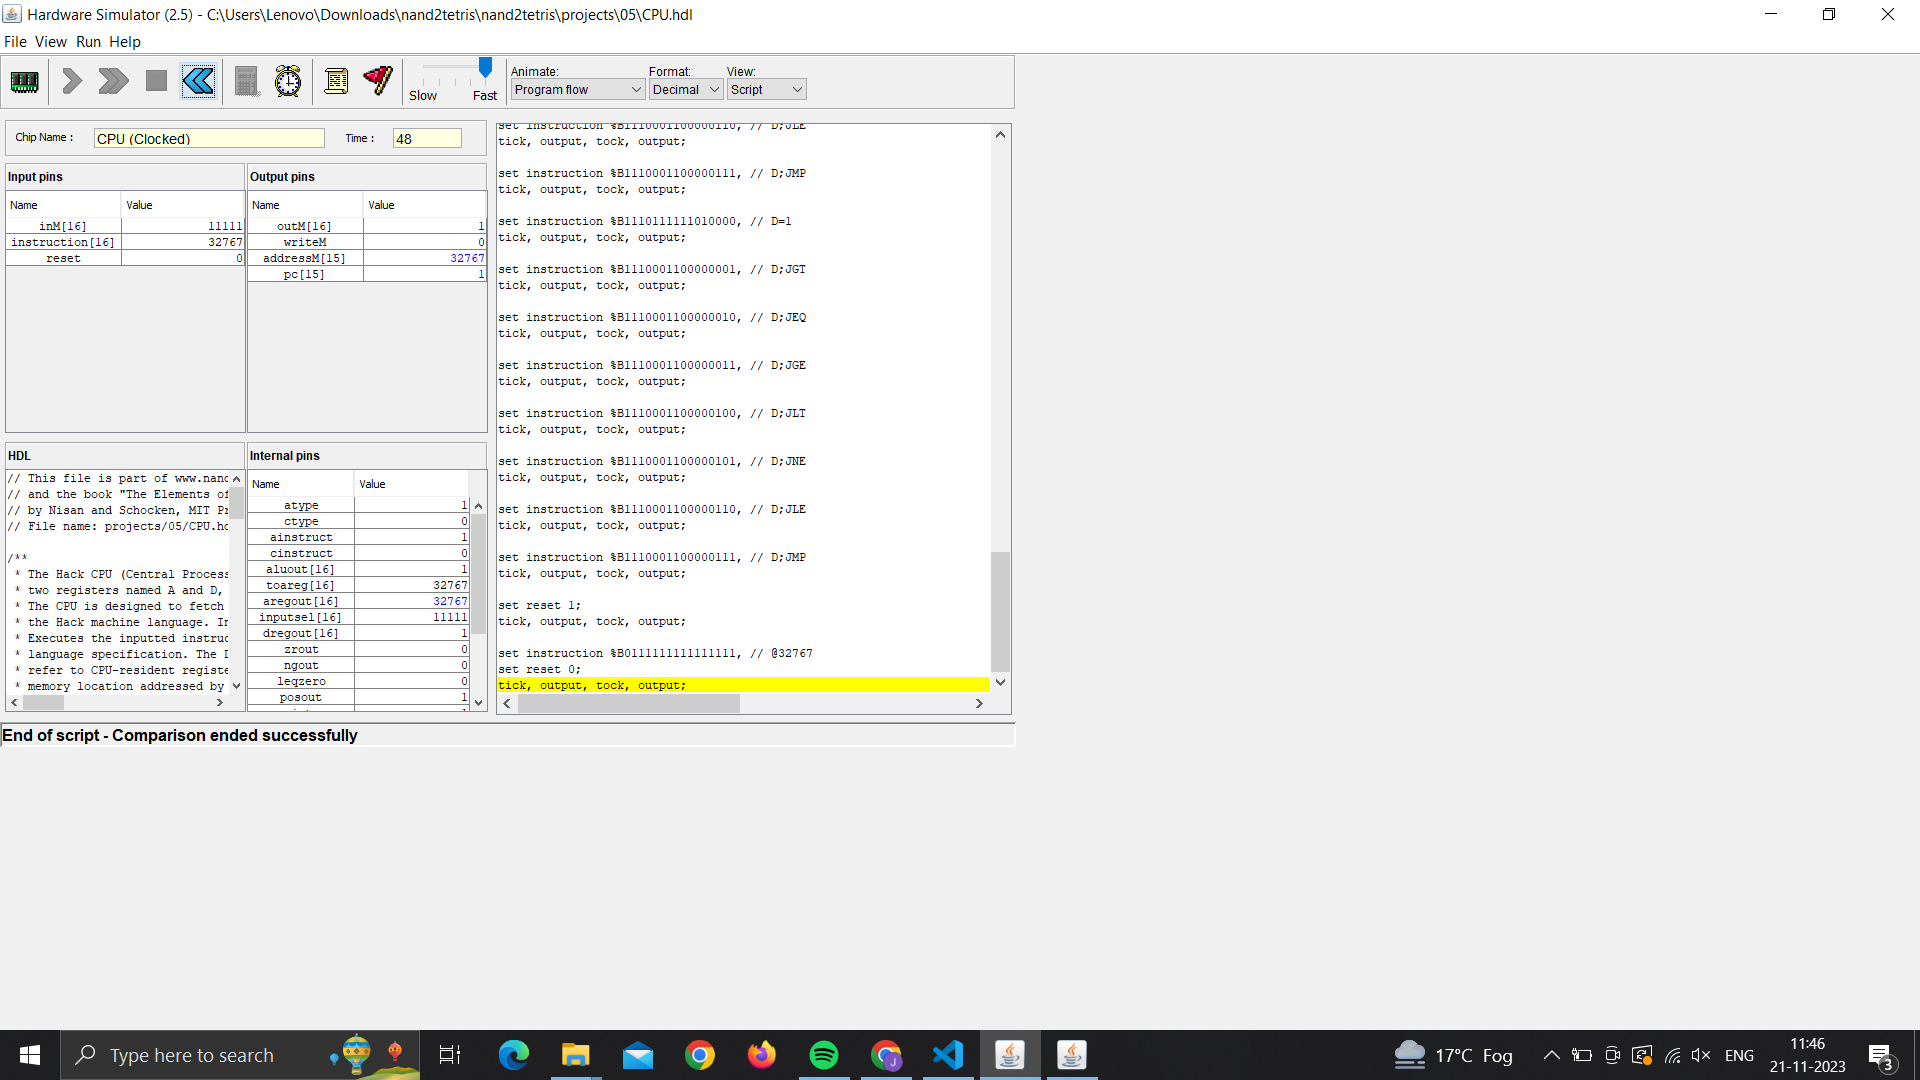 Hardware Simulator (2.5) - C:\Users\Lenovo\Downloads\nand2tetris\nand2tetris\projects\05\CPU.hdl
File View Run Help
Slow Fast
Animate: Format: View:
Program flow Decimal Script
Chip Name : CPU (Clocked) Time : 48
Input pins
Name Value
inM[16] 11111
instruction[16] 32767
reset 0
Output pins
Name Value
outM[16] 1
writeM 0
addressM[15] 32767
pc[15] 1
HDL
// This file is part of www.nand
// and the book "The Elements of
// by Nisan and Schocken, MIT Pr
// File name: projects/05/CPU.hd
/**
* The Hack CPU (Central Process
* two registers named A and D,
* The CPU is designed to fetch
* the Hack machine language. In
* Executes the inputted instruc
* language specification. The D
* refer to CPU-resident registe
* memory location addressed by
Internal pins
Name Value
atype 1
ctype 0
ainstruct 1
cinstruct 0
aluout[16] 1
toareg[16] 32767
aregout[16] 32767
inputsel[16] 11111
dregout[16] 1
zrout 0
ngout 0
leqzero 0
posout 1
set instruction %B1110001100000110, // D;JLE
tick, output, tock, output;
set instruction %B1110001100000111, // D;JMP
tick, output, tock, output;
set instruction %B1110111111010000, // D=1
tick, output, tock, output;
set instruction %B1110001100000001, // D;JGT
tick, output, tock, output;
set instruction %B1110001100000010, // D;JEQ
tick, output, tock, output;
set instruction %B1110001100000011, // D;JGE
tick, output, tock, output;
set instruction %B1110001100000100, // D;JLT
tick, output, tock, output;
set instruction %B1110001100000101, // D;JNE
tick, output, tock, output;
set instruction %B1110001100000110, // D;JLE
tick, output, tock, output;
set instruction %B1110001100000111, // D;JMP
tick, output, tock, output;
set reset 1;
tick, output, tock, output;
set instruction %B0111111111111111, // @32767
set reset 0;
tick, output, tock, output;
End of script - Comparison ended successfully
Type here to search
17°C Fog
ENG
11:46
21-11-2023
3